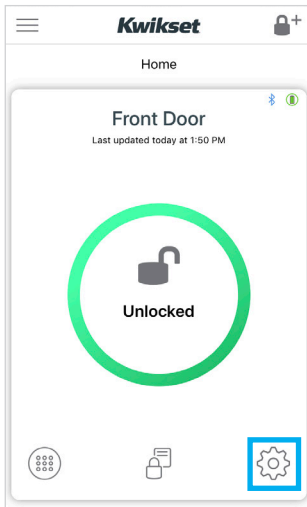 Kwikset
Home
Front Door
Last updated today at 1:50 PM
Unlocked